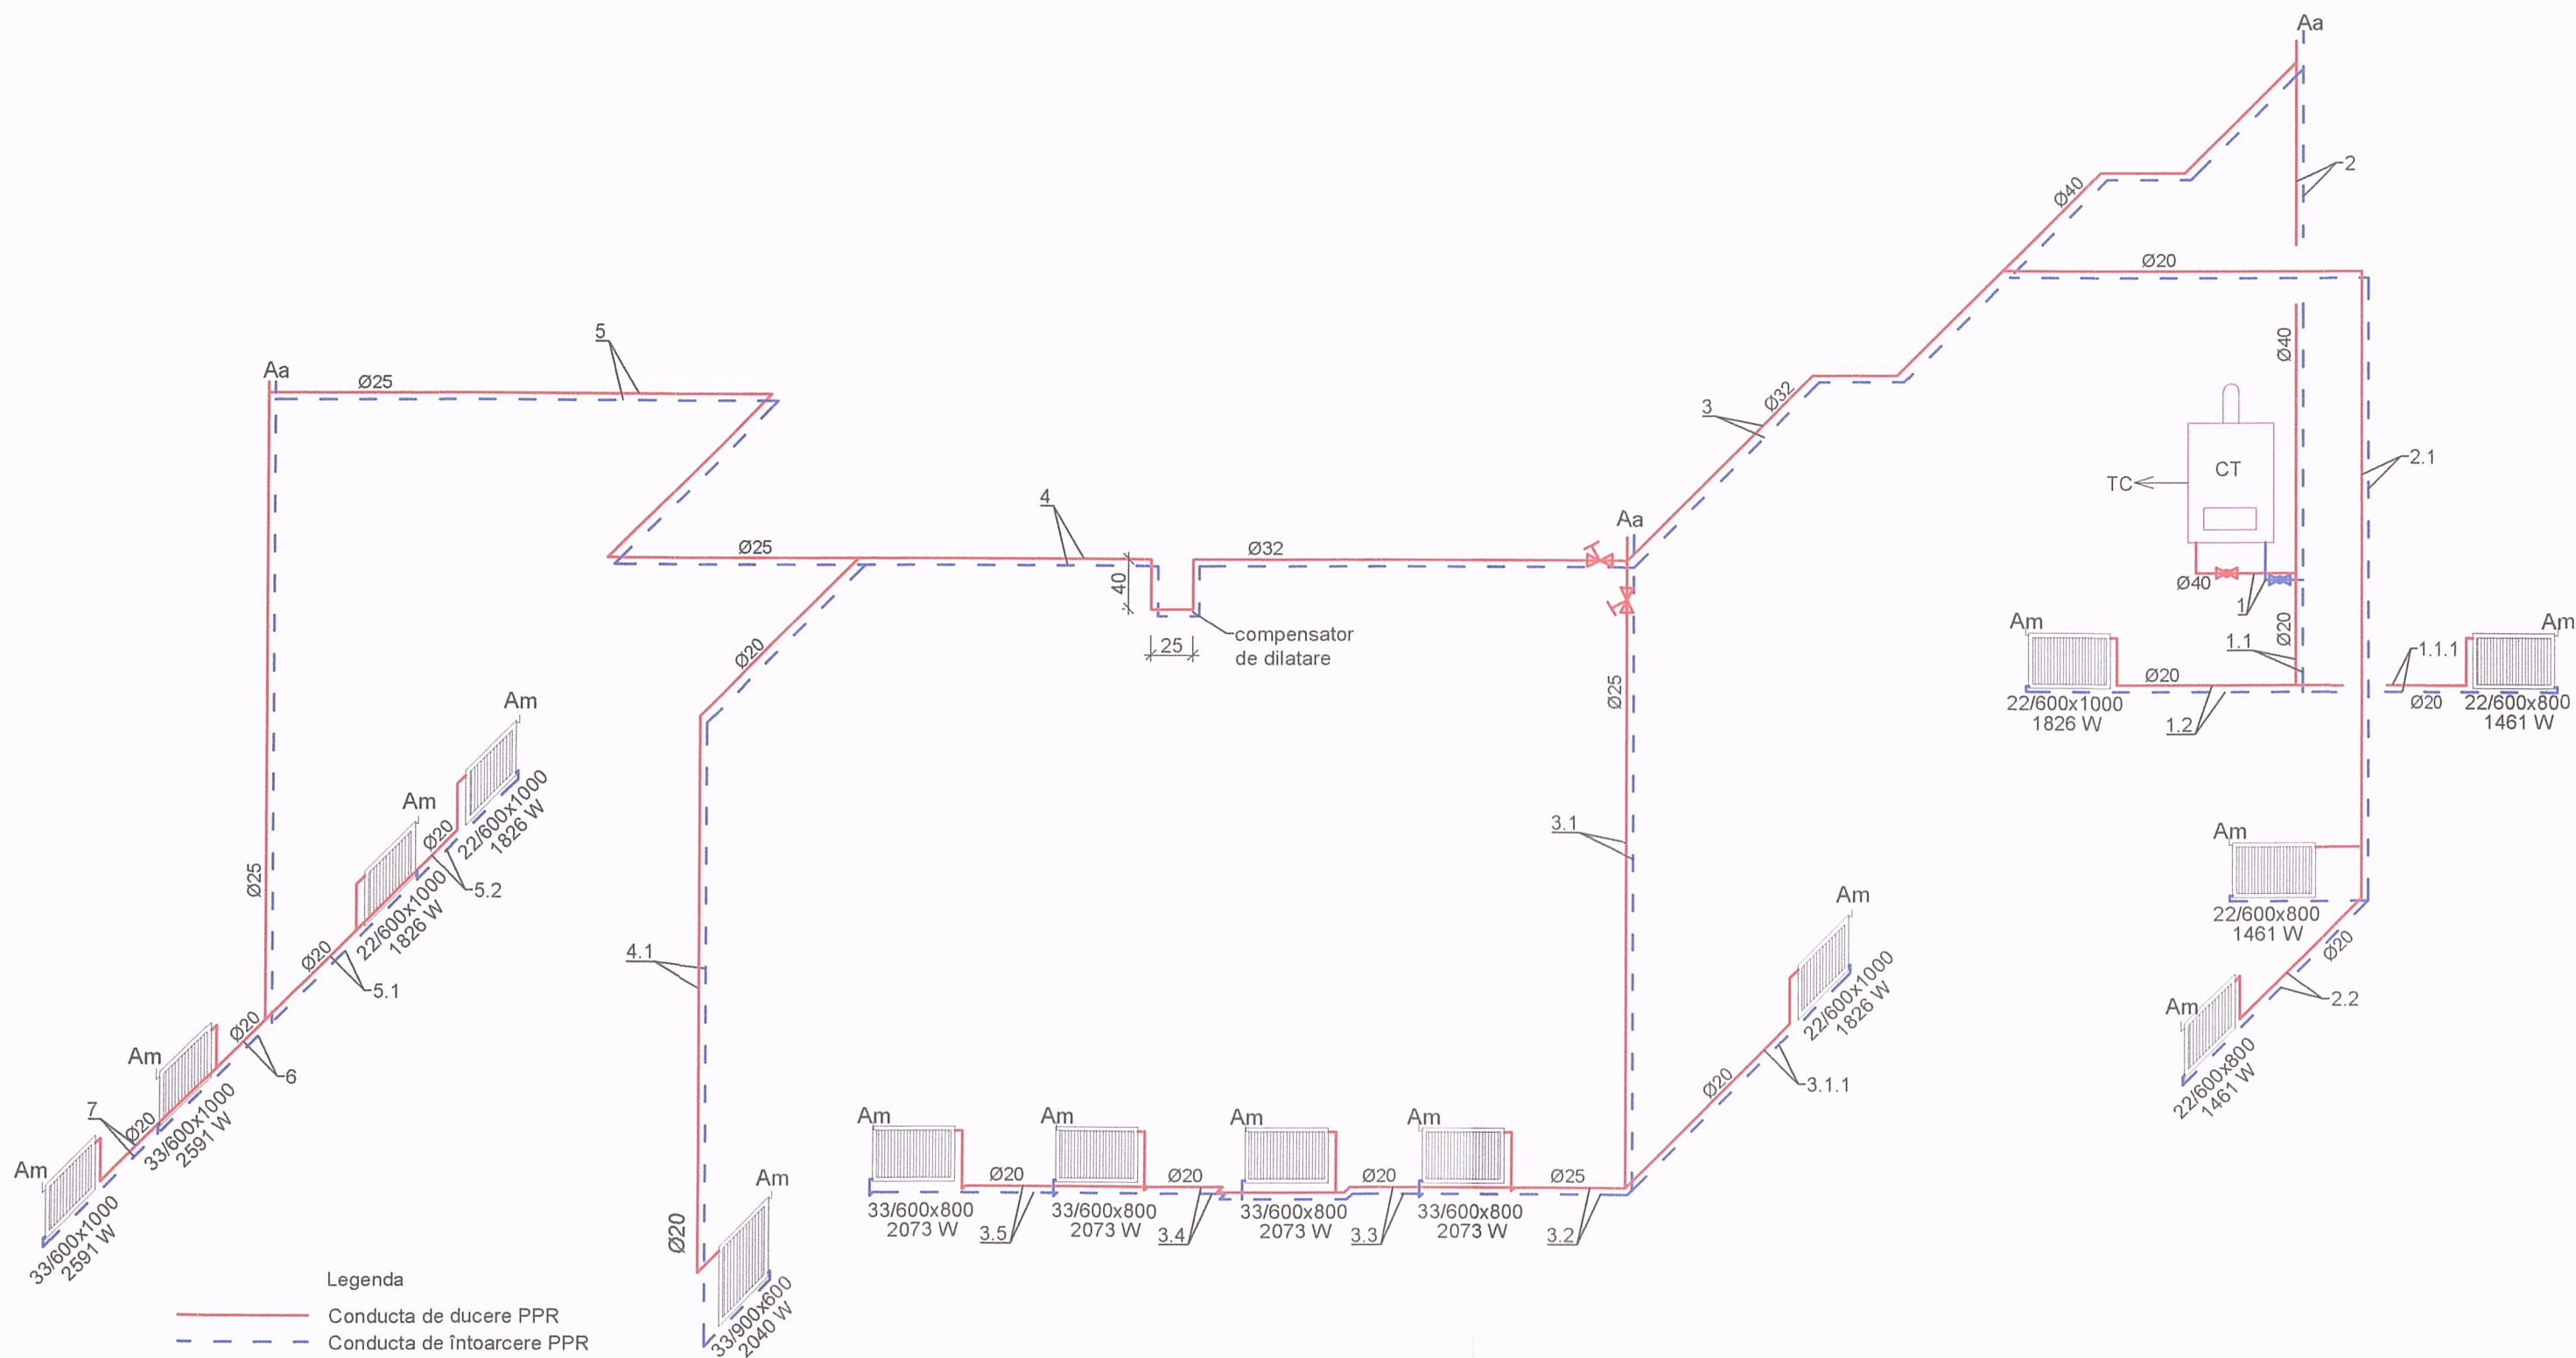 Aa
2
Ø40
Ø20
5
Aa
Ø25
Ø40
Ø32
3
CT
TC
2.1
4
Aa
Ø25
Ø32
40
25
compensator
de dilatare
Ø40
1
Ø20
Am
Am
1.1
1.1.1
Ø20
Ø20
22/600x1000
1826 W
1.2
22/600x800
1461 W
Ø20
Ø25
Am
22/600x1000
1826 W
Am
Ø20
22/600x1000
1826 W
5.2
Ø25
Ø20
5.1
3.1
Am
22/600x800
1461 W
Am
22/600x1000
1826 W
4.1
Ø20
2.2
Am
22/600x800
1461 W
Am
Ø20
6
33/600x1000
2591 W
7
Ø20
Am
33/600x1000
2591 W
Ø20
3.1.1
Am
Am
Am
Am
Ø20
Ø20
Ø20
Ø25
33/600x800
2073 W
33/600x800
2073 W
33/600x800
2073 W
33/600x800
2073 W
3.5
3.4
3.3
3.2
Am
Ø20
33/900x600
2040 W
Legenda
Conducta de ducere PPR
Conducta de întoarcere PPR